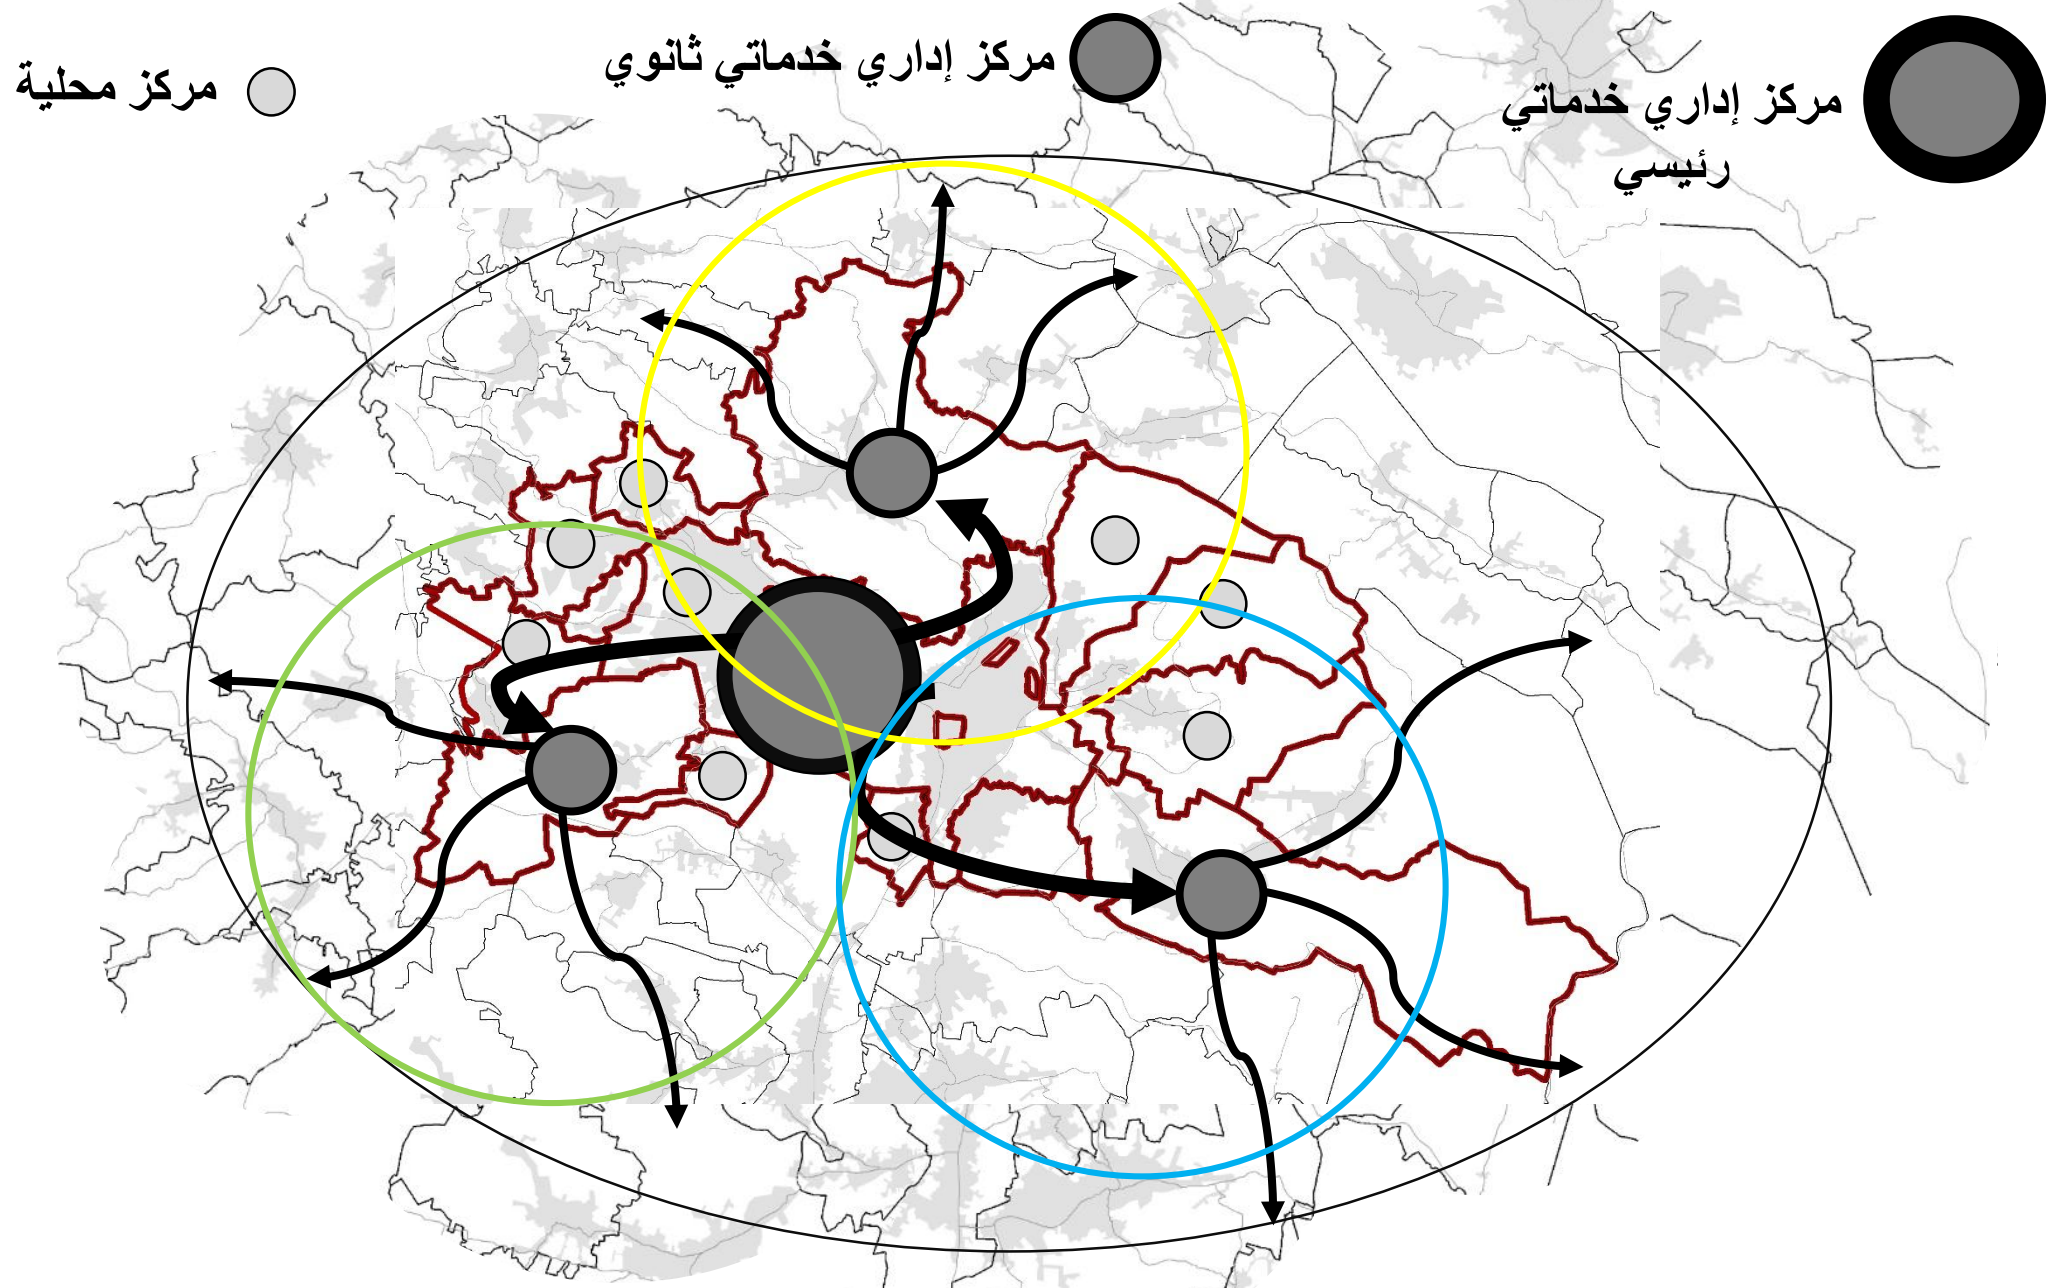 مركز إداري خدماتي
رئيسي
مركز إداري خدماتي ثانوي
مركز محلية